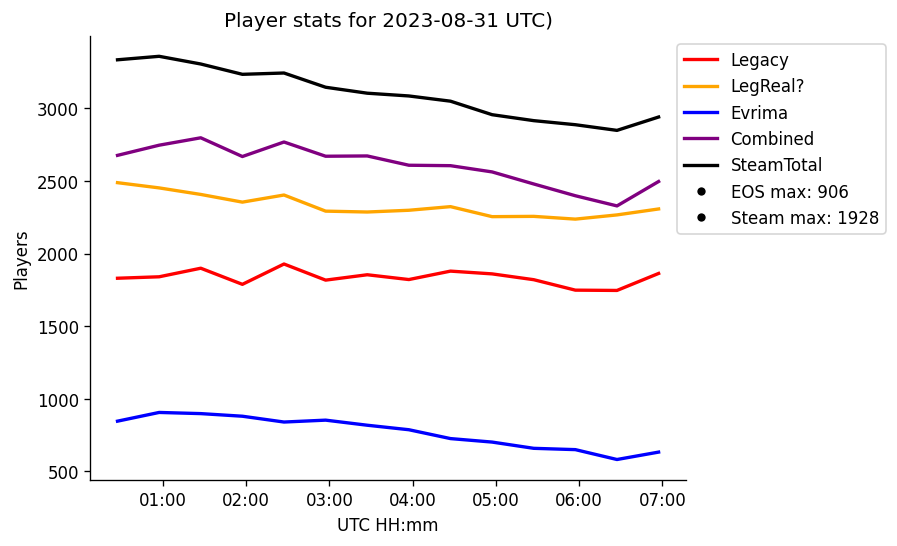 Player stats for 2023-08-31 UTC)
Legacy
LegReal?
Evrima
Combined
SteamTotal
EOS max: 906
Steam max: 1928
Players
3000
2500
2000
1500
1000
500
01:00 02:00 03:00 04:00 05:00 06:00 07:00
UTC HH:mm